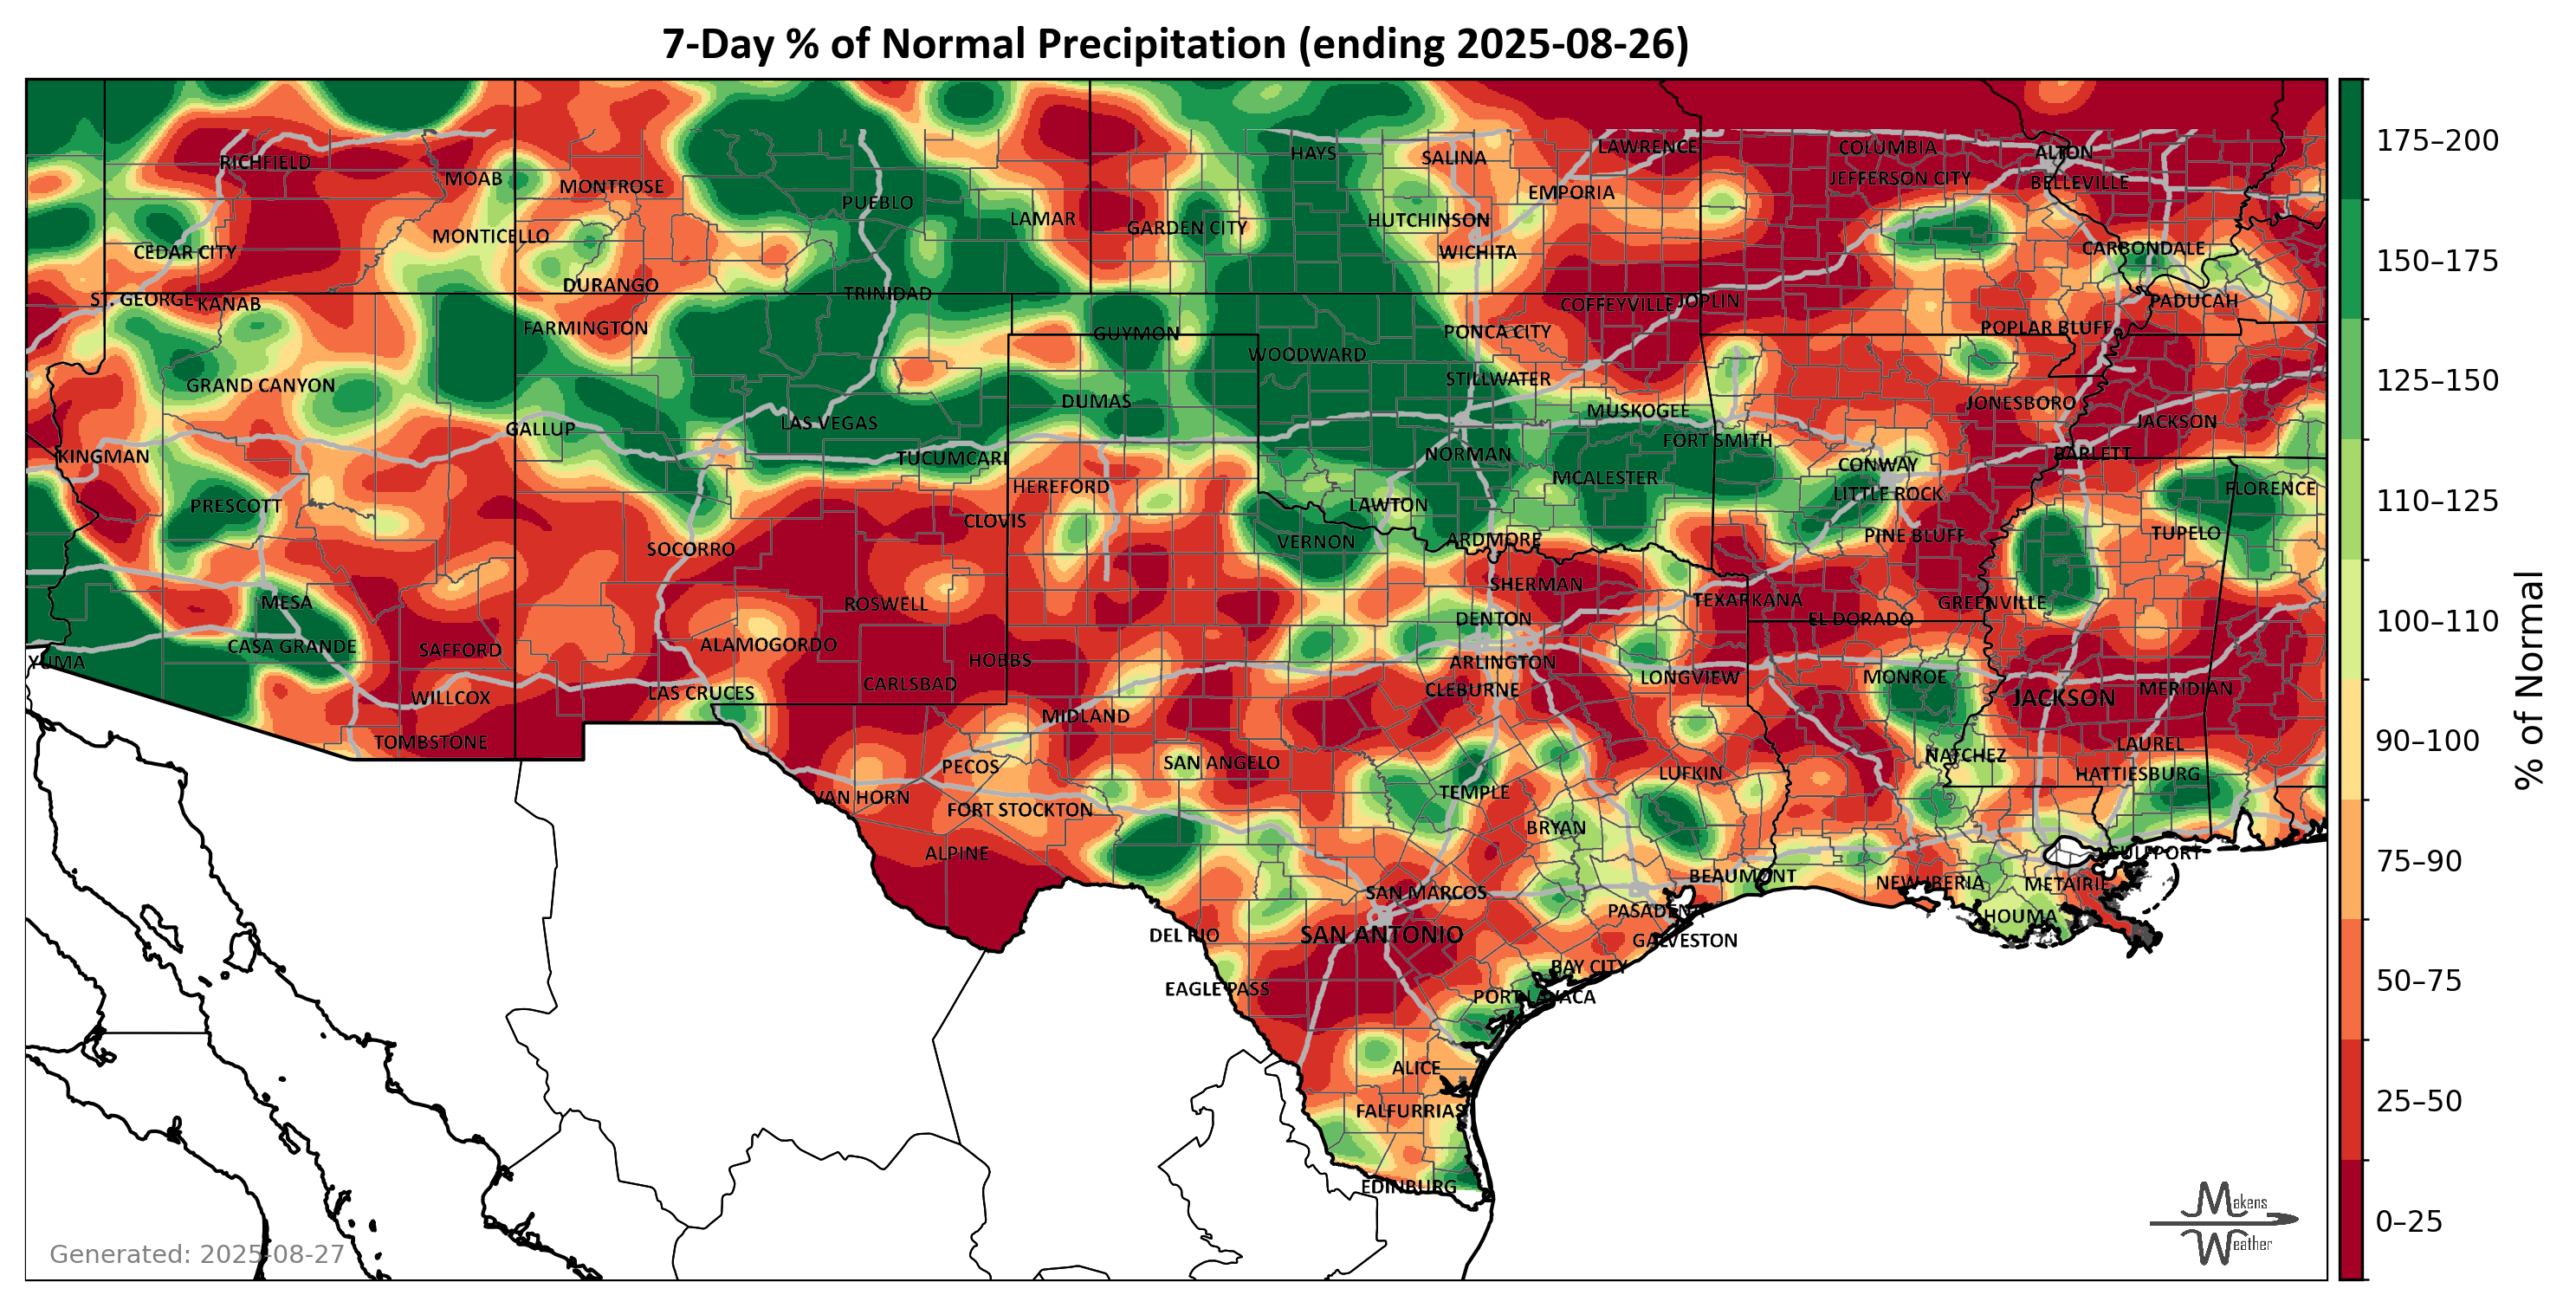 7-Day % of Normal Precipitation (ending 2025-08-26)
RICHFIELD
MOAB
MONTROSE
PUEBLO
LAMAR
HAYS
SALINA
LAWRENCE
COLUMBIA
ALTON
EMPORIA
JEFFERSON CITY
BELLEVILLE
GARDEN CITY
HUTCHINSON
WICHITA
CARBONDALE
CEDAR CITY
MONTICELLO
DURANGO
TRINIDAD
ST. GEORGE
KANAB
COFFEYVILLE
JOPLIN
PADUCAH
FARMINGTON
GUYMON
PONCA CITY
POPLAR BLUFF
WOODWARD
GRAND CANYON
STILLWATER
DUMAS
MUSKOGEE
JONESBORO
LAS VEGAS
JACKSON
GALLUP
FORT SMITH
KINGMAN
TUCUMCARI
NORMAN
BARLETT
CONWAY
MCALESTER
HEREFORD
LITTLE ROCK
FLORENCE
PRESCOTT
LAWTON
CLOVIS
TUPELO
PINE BLUFF
SOCORRO
VERNON
ARDMORE
SHERMAN
MESA
ROSWELL
TEXARKANA
GREENVILLE
DENTON
EL DORADO
CASA GRANDE
SAFFORD
ALAMOGORDO
YUMA
HOBBS
ARLINGTON
CARLSBAD
LONGVIEW
MONROE
WILLCOX
LAS CRUCES
CLEBURNE
JACKSON
MERIDIAN
MIDLAND
TOMBSTONE
NATCHEZ
LAUREL
PECOS
SAN ANGELO
LUFKIN
HATTIESBURG
VAN HORN
FORT STOCKTON
TEMPLE
BRYAN
ALPINE
GULFPORT
BEAUMONT
NEW IBERIA
METAIRIE
SAN MARCOS
PASADENA
HOUMA
DEL RIO
SAN ANTONIO
GALVESTON
BAY CITY
EAGLE PASS
PORT LAVACA
ALICE
FALFURRIAS
EDINBURG
Generated: 2025-08-27
Makens
Weather
175–200
150–175
125–150
110–125
100–110
90–100
75–90
50–75
25–50
0–25
% of Normal